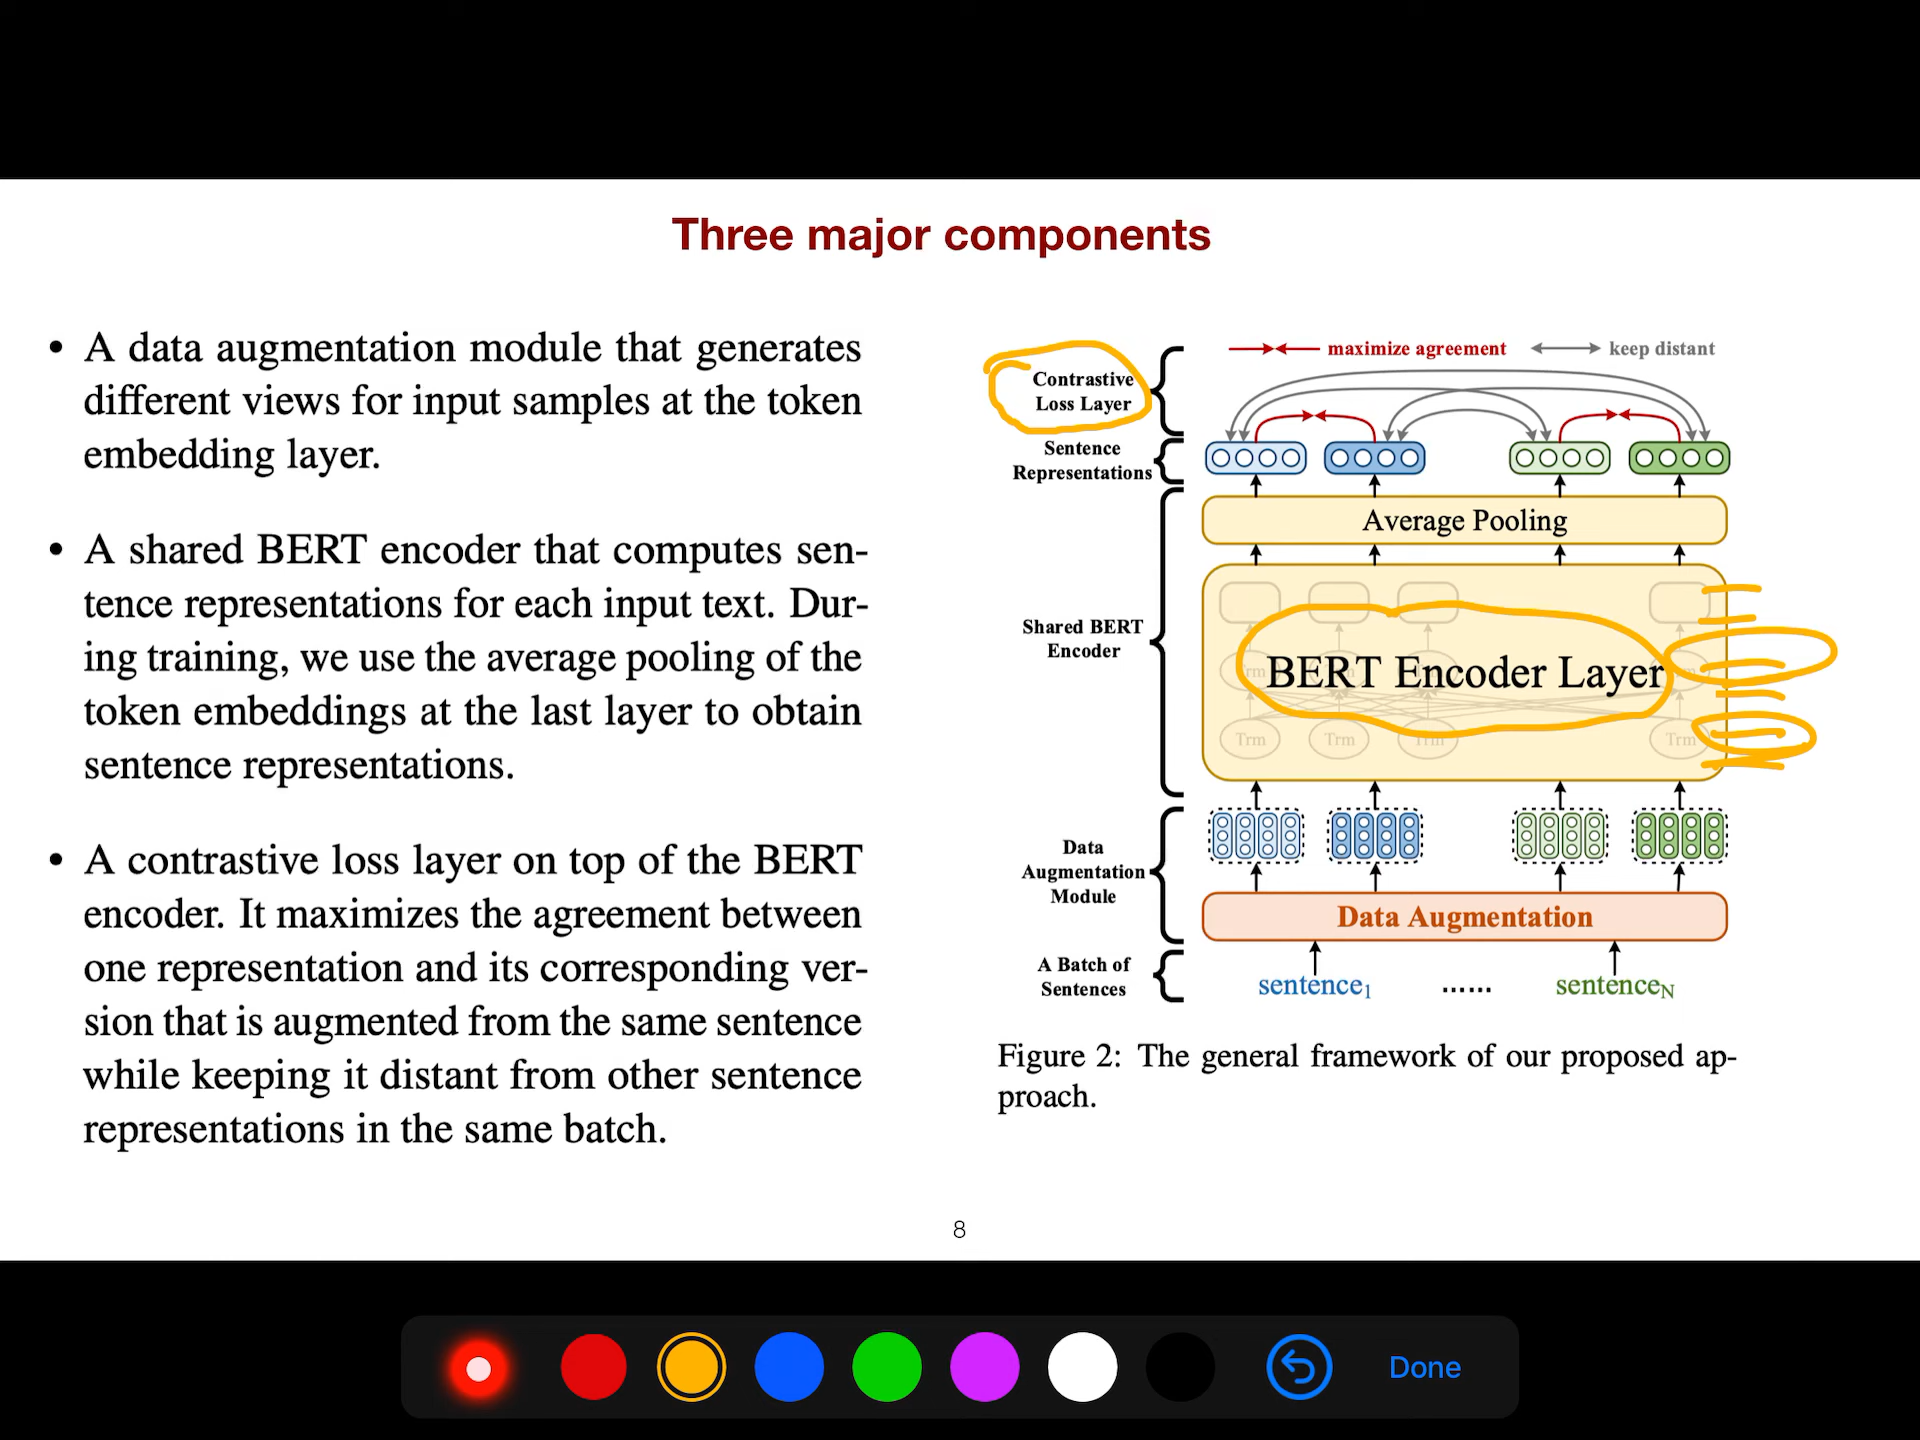 Three major components
• A data augmentation module that generates
different views for input samples at the token
embedding layer.
• A shared BERT encoder that computes sen-
tence representations for each input text. Dur-
ing training, we use the average pooling of the
token embeddings at the last layer to obtain
sentence representations.
• A contrastive loss layer on top of the BERT
encoder. It maximizes the agreement between
one representation and its corresponding ver-
sion that is augmented from the same sentence
while keeping it distant from other sentence
representations in the same batch.
maximize agreement keep distant
Contrastive
Loss Layer
Sentence
Representations
Average Pooling
Shared BERT
Encoder
BERT Encoder Layer
Trm Trm Trm Trm
Data
Augmentation
Module
Data Augmentation
A Batch of
Sentences
sentence1 ...... sentenceN
Figure 2: The general framework of our proposed ap-
proach.
8
Done